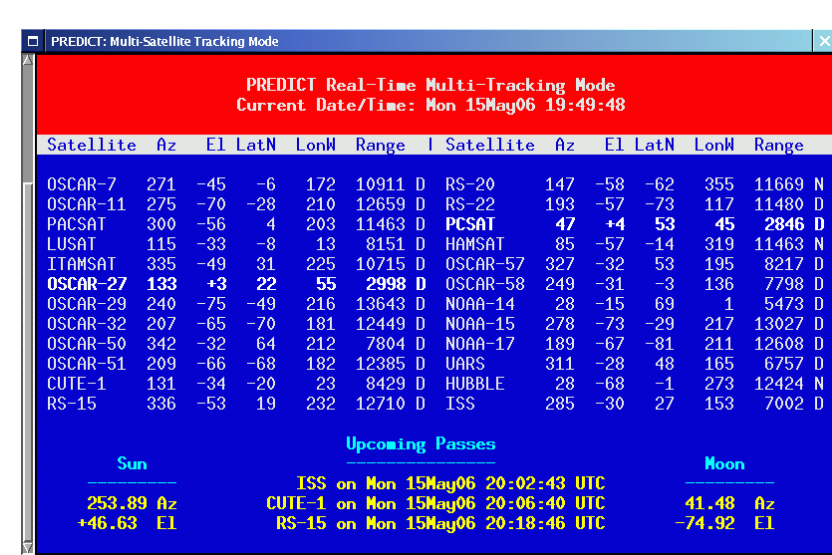 PREDICT: Multi-Satellite Tracking Mode
PREDICT Real-Time Multi-Tracking Mode
Current Date/Time: Mon 15May06 19:49:48
Satellite Az El LatN LonW Range | Satellite Az El LatN LonW Range
OSCAR-7 271 -45 -6 172 10911 D RS-20 147 -58 -62 355 11669 N
OSCAR-11 275 -70 -28 210 12659 D RS-22 193 -57 -73 117 11480 D
PACSAT 300 -56 4 203 11463 D PCSAT 47 +4 53 45 2846 D
LUSAT 115 -33 -8 13 8151 D HAMSAT 85 -57 -14 319 11463 N
ITAMSAT 335 -49 31 225 10715 D OSCAR-57 327 -32 53 195 8217 D
OSCAR-27 133 +3 22 55 2998 D OSCAR-58 249 -31 -3 136 7798 D
OSCAR-29 240 -75 -49 216 13643 D NOAA-14 28 -15 69 1 5473 D
OSCAR-32 207 -65 -70 181 12449 D NOAA-15 278 -73 -29 217 13027 D
OSCAR-50 342 -32 64 212 7804 D NOAA-17 189 -67 -81 211 12608 D
OSCAR-51 209 -66 -68 182 12385 D UARS 311 -28 48 165 6757 D
CUTE-1 131 -34 -20 23 8429 D HUBBLE 28 -68 -1 273 12424 N
RS-15 336 -53 19 232 12710 D ISS 285 -30 27 153 7002 D
Upcoming Passes
Sun Moon
ISS on Mon 15May06 20:02:43 UTC
253.89 Az CUTE-1 on Mon 15May06 20:06:40 UTC 41.48 Az
+46.63 El RS-15 on Mon 15May06 20:18:46 UTC -74.92 El